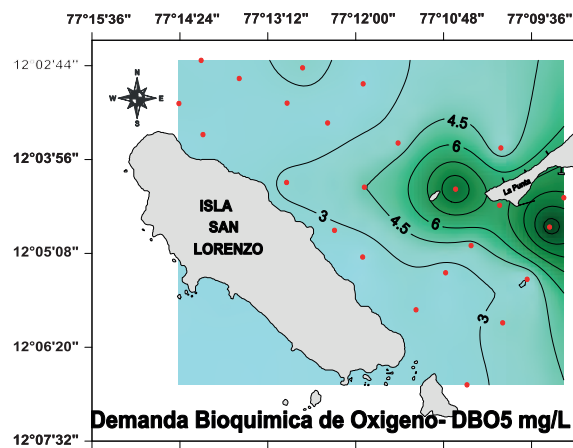 77°15'36" 77°14'24" 77°13'12" 77°12'00" 77°10'48" 77°09'36"
12°02'44"
N
W E
S
4.5
12°03'56"
6
1
La Punta
ISLA
3
SAN
4.5
6
LORENZO
12°05'08"
3
12°06'20"
Demanda Bioquimica de Oxigeno- DBO5 mg/L
12°07'32"